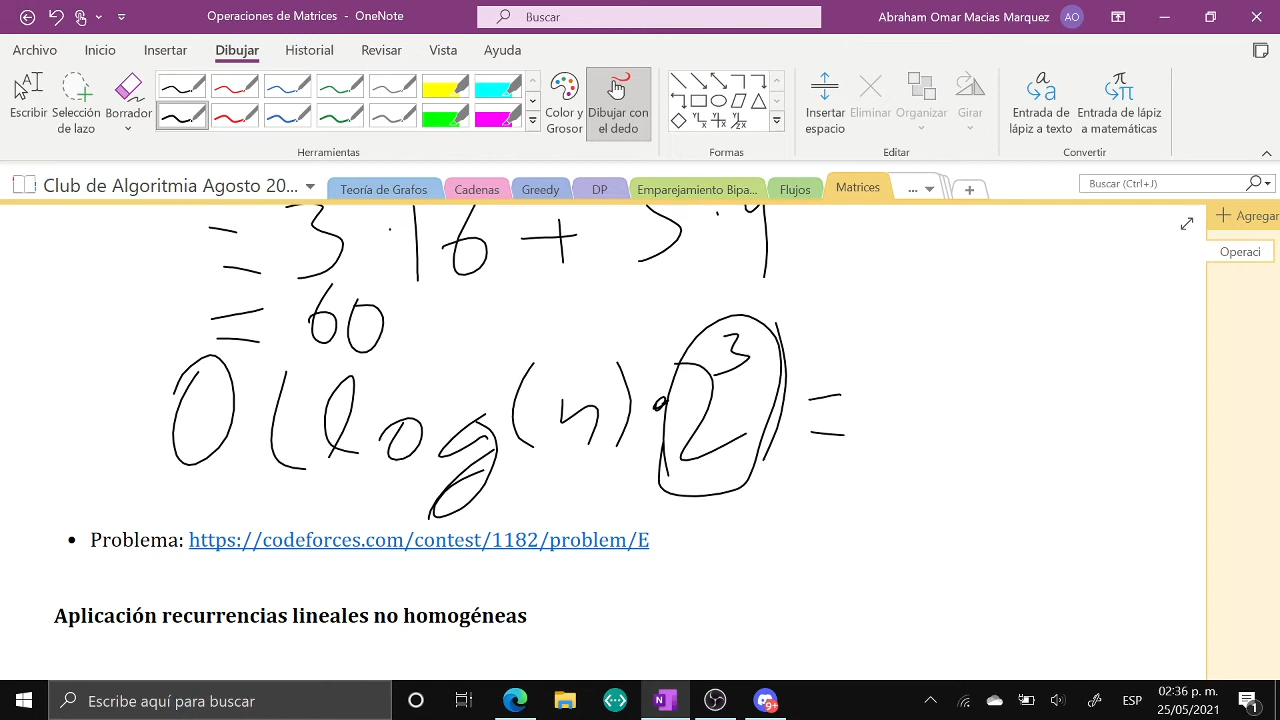 Operaciones de Matrices - OneNote
Buscar
Abraham Omar Macias Marquez AO
Archivo Inicio Insertar Dibujar Historial Revisar Vista Ayuda
Escribir
Selección de lazo
Borrador
Color y Grosor
Dibujar con el dedo
Insertar espacio
Eliminar
Organizar
Girar
Entrada de lápiz a texto
Entrada de lápiz a matemáticas
Herramientas Formas Editar Convertir
Club de Algoritmia Agosto 20... Teoría de Grafos Cadenas Greedy DP Emparejamiento Bipa... Flujos Matrices ... Buscar (Ctrl+J)
Agregar
Operaci
= 3·16 + 3·4
= 60
O(log(n)·2³) =
• Problema: https://codeforces.com/contest/1182/problem/E
Aplicación recurrencias lineales no homogéneas
Escribe aquí para buscar
9+
ESP
02:36 p. m.
25/05/2021
1